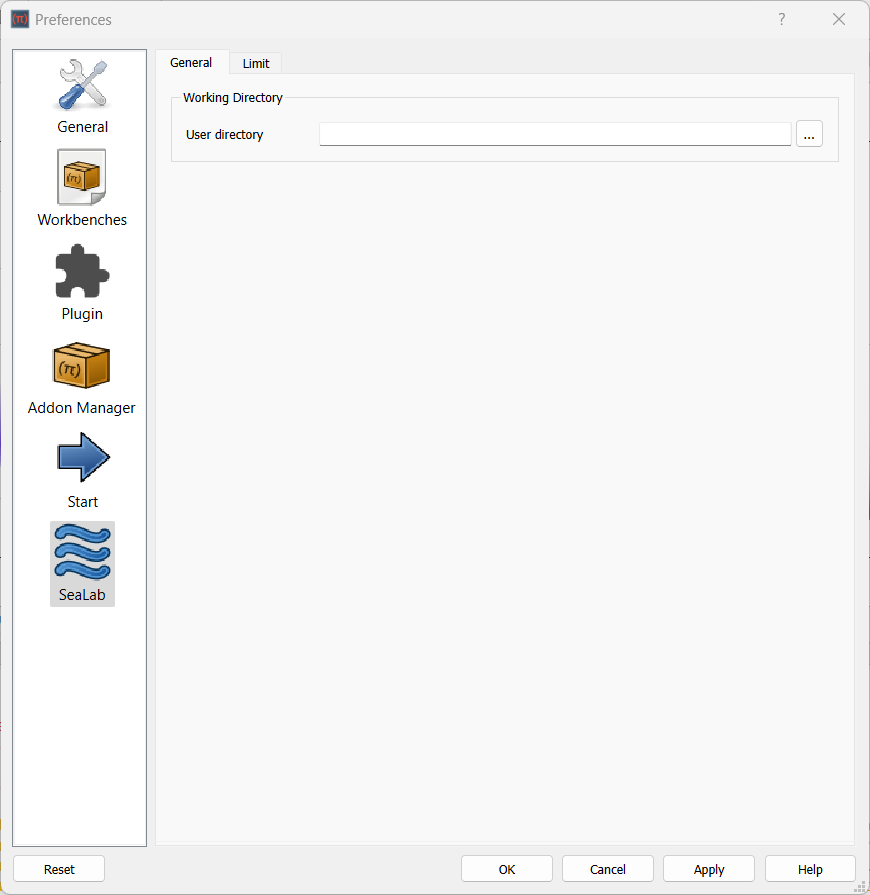 Preferences
?
General
Workbenches
Plugin
Addon Manager
Start
SeaLab
General Limit
Working Directory
User directory ...
Reset OK Cancel Apply Help